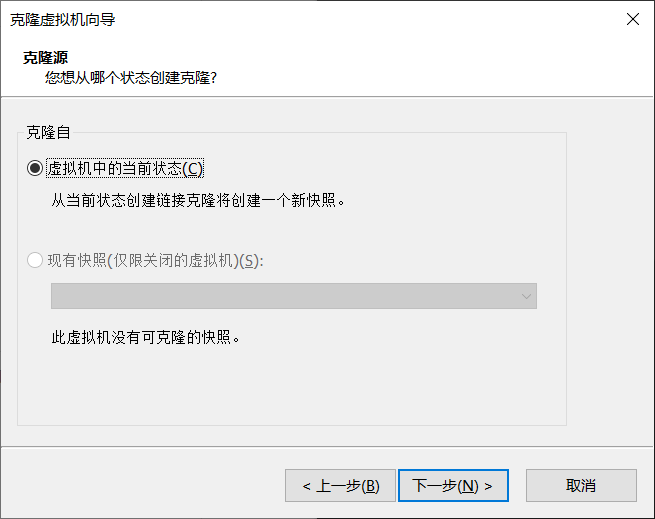 克隆虚拟机向导
克隆源
您想从哪个状态创建克隆?
克隆自
虚拟机中的当前状态(C)
从当前状态创建链接克隆将创建一个新快照。
现有快照(仅限关闭的虚拟机)(S):
此虚拟机没有可克隆的快照。
< 上一步(B) 下一步(N) > 取消